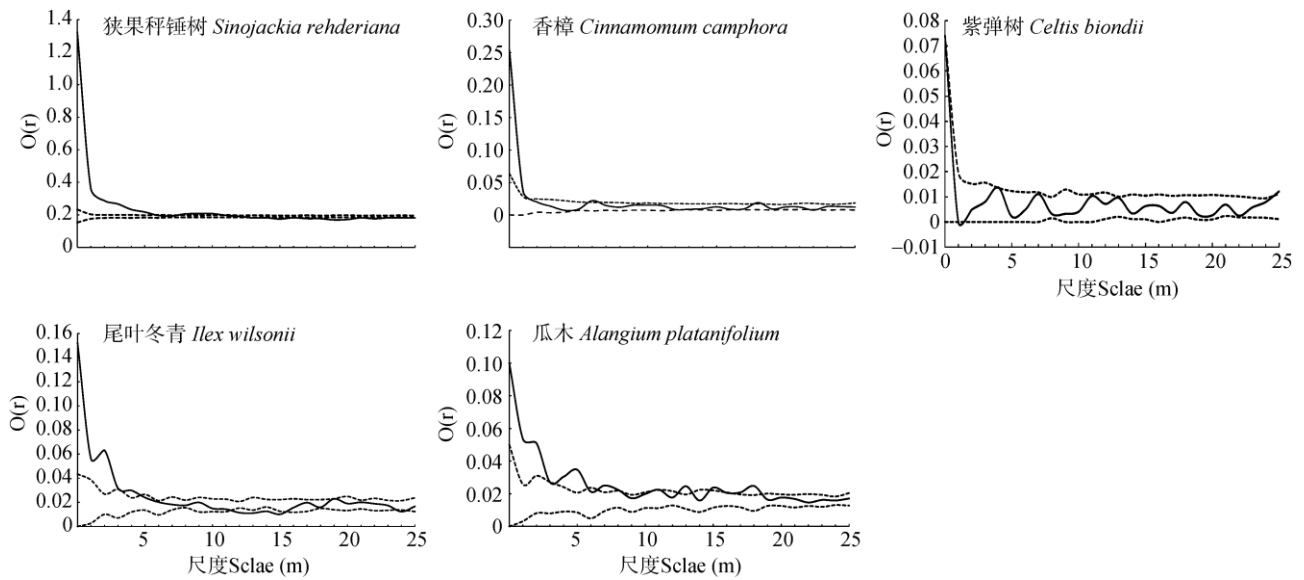 狭果秤锤树 Sinojackia rehderiana
1.4
1.2
1.0
0.8
0.6
0.4
0.2
0
O(r)
香樟 Cinnamomum camphora
0.30
0.25
0.20
0.15
0.10
0.05
0
O(r)
紫弹树 Celtis biondii
0.08
0.07
0.06
0.05
0.04
0.03
0.02
0.01
0
–0.01
O(r)
0 5 10 15 20 25
尺度Sclae (m)
尾叶冬青 Ilex wilsonii
0.16
0.14
0.12
0.10
0.08
0.06
0.04
0.02
0
O(r)
5 10 15 20 25
尺度Sclae (m)
瓜木 Alangium platanifolium
0.12
0.10
0.08
0.06
0.04
0.02
0
O(r)
5 10 15 20 25
尺度Sclae (m)